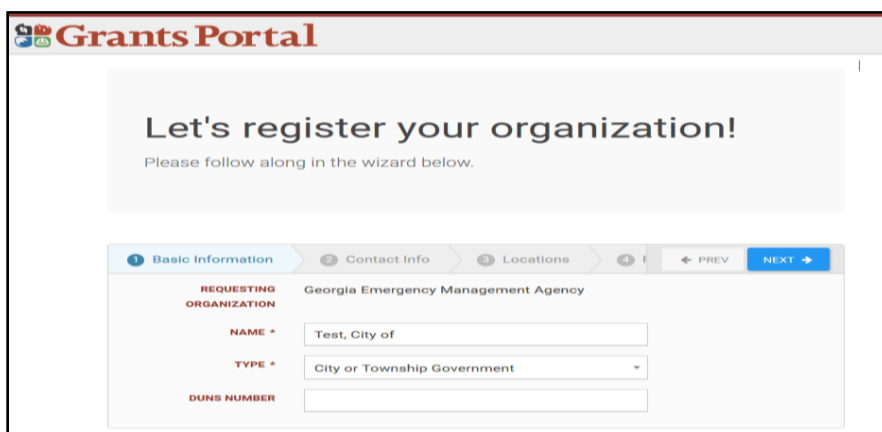 Grants Portal
Let's register your organization!
Please follow along in the wizard below.
1 Basic Information 2 Contact Info 3 Locations 4 PREV NEXT
REQUESTING ORGANIZATION Georgia Emergency Management Agency
NAME * Test, City of
TYPE * City or Township Government
DUNS NUMBER